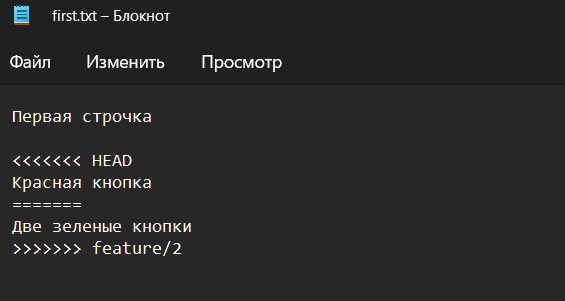 first.txt – Блокнот
Файл Изменить Просмотр
Первая строчка
<<<<<<< HEAD
Красная кнопка
=======
Две зеленые кнопки
>>>>>>> feature/2